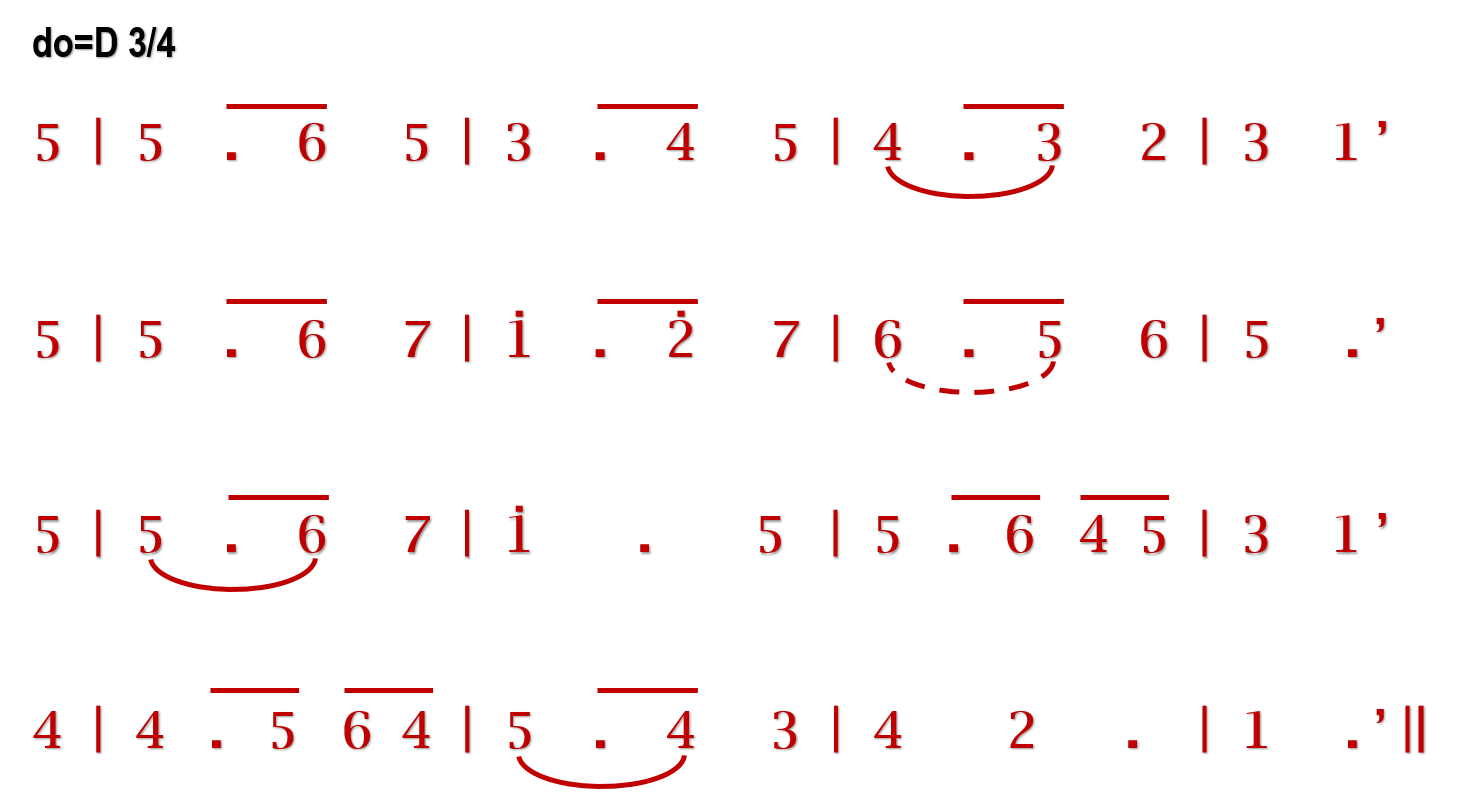 do=D 3/4
5 | 5 . 6 5 | 3 . 4 5 | 4 . 3 2 | 3 1 ’
5 | 5 . 6 7 | 1̇ . 2̇ 7 | 6 . 5 6 | 5 . ’
5 | 5 . 6 7 | 1̇ . 5 | 5 . 6 4 5 | 3 1 ’
4 | 4 . 5 6 4 | 5 . 4 3 | 4 2 . | 1 . ’ ||